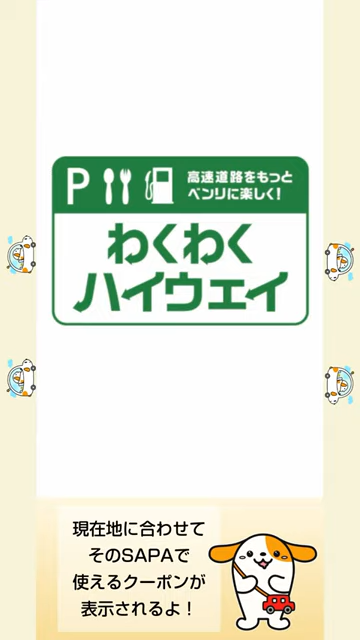 P
高速道路をもっと
ベンリに楽しく!
わくわく
ハイウェイ
現在地に合わせて
そのSAPAで
使えるクーポンが
表示されるよ！